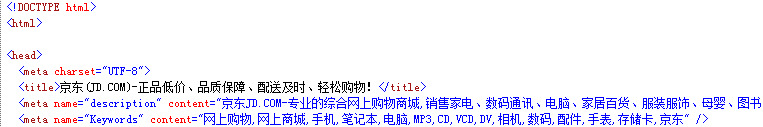 <!DOCTYPE html>
<html>
<head>
<meta charset="UTF-8">
<title>京东(JD.COM)-正品低价、品质保障、配送及时、轻松购物！</title>
<meta name="description" content="京东JD.COM-专业的综合网上购物商城,销售家电、数码通讯、电脑、家居百货、服装服饰、母婴、图书
<meta name="Keywords" content="网上购物,网上商城,手机,笔记本,电脑,MP3,CD,VCD,DV,相机,数码,配件,手表,存储卡,京东" />